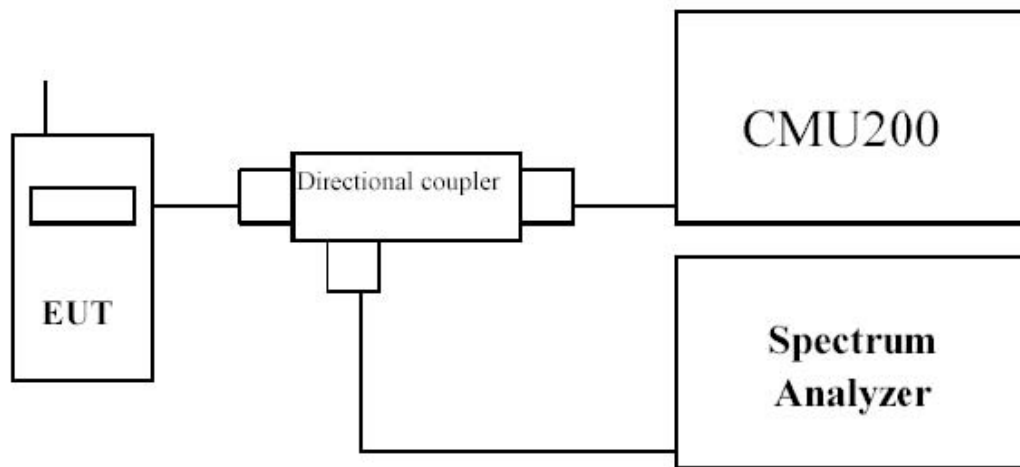 CMU200
Directional coupler
EUT
Spectrum
Analyzer